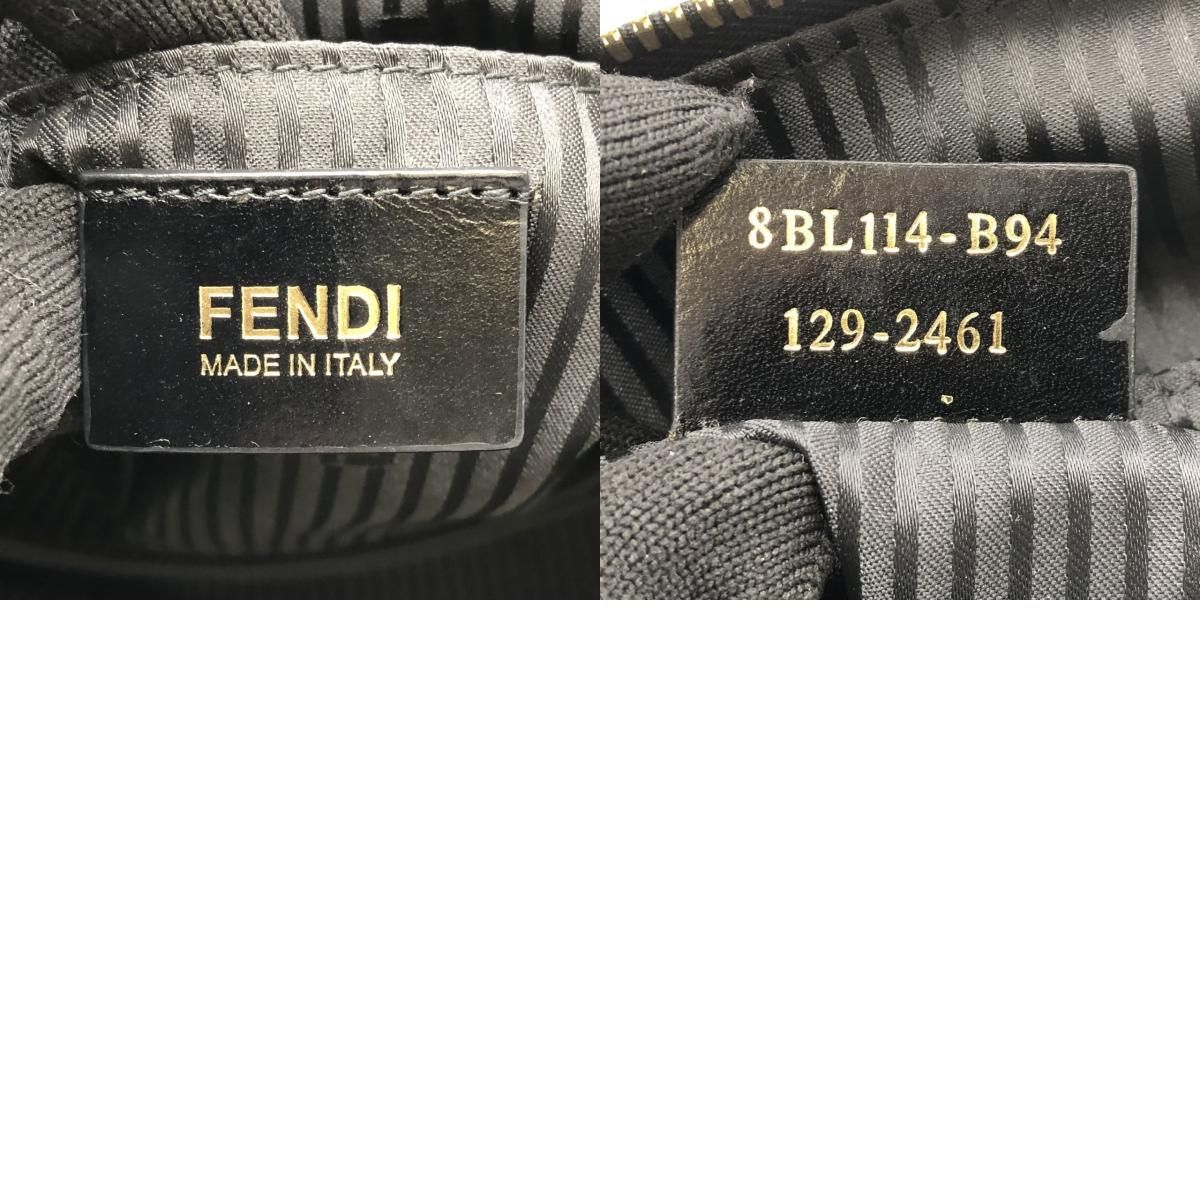 FENDI
MADE IN ITALY
8BL114-B94
129-2461